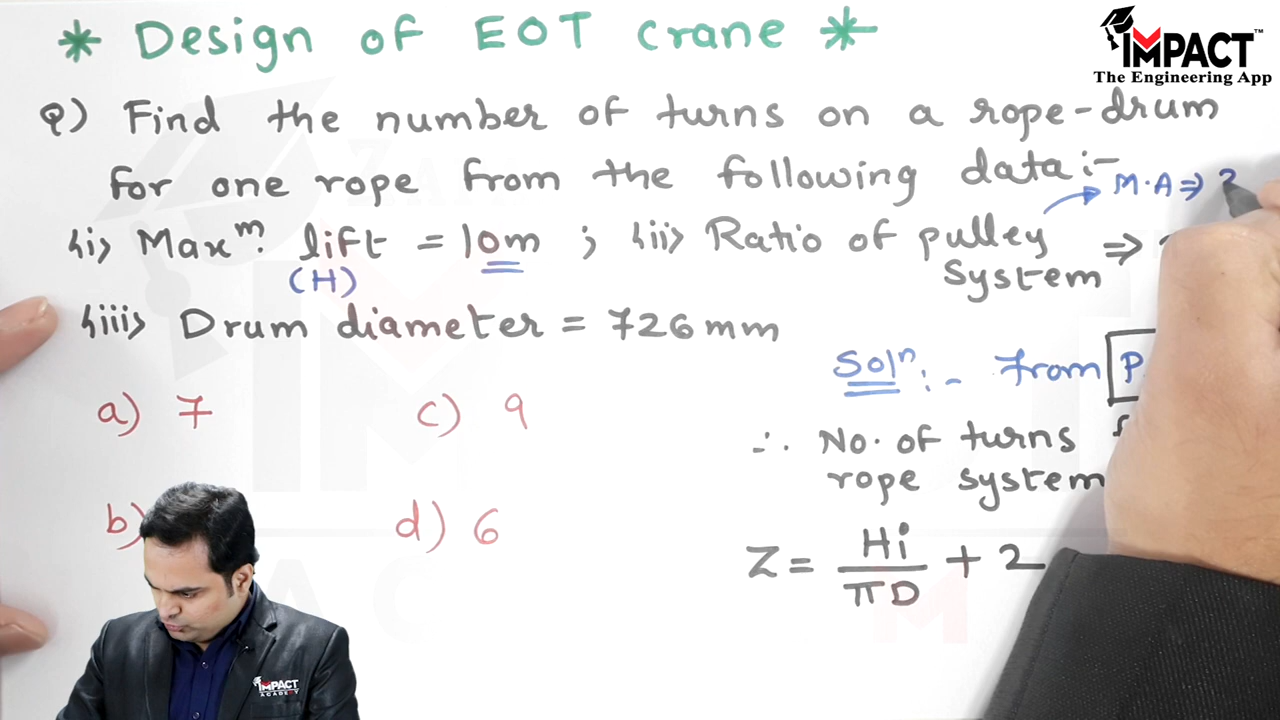 * Design of EOT crane *
IMPACT™
The Engineering App
Q) Find the number of turns on a rope-drum
for one rope from the following data:-
(i) Maxᵐ. lift = 10m ; (ii) Ratio of pulley system ⇒
(H)
M.A ⇒
(iii) Drum diameter = 726 mm
Solⁿ:- From
a) 7
c) 9
∴ No. of turns
rope system
b)
d) 6
Z = Hi/πD + 2
IMPACT
ACADEMY